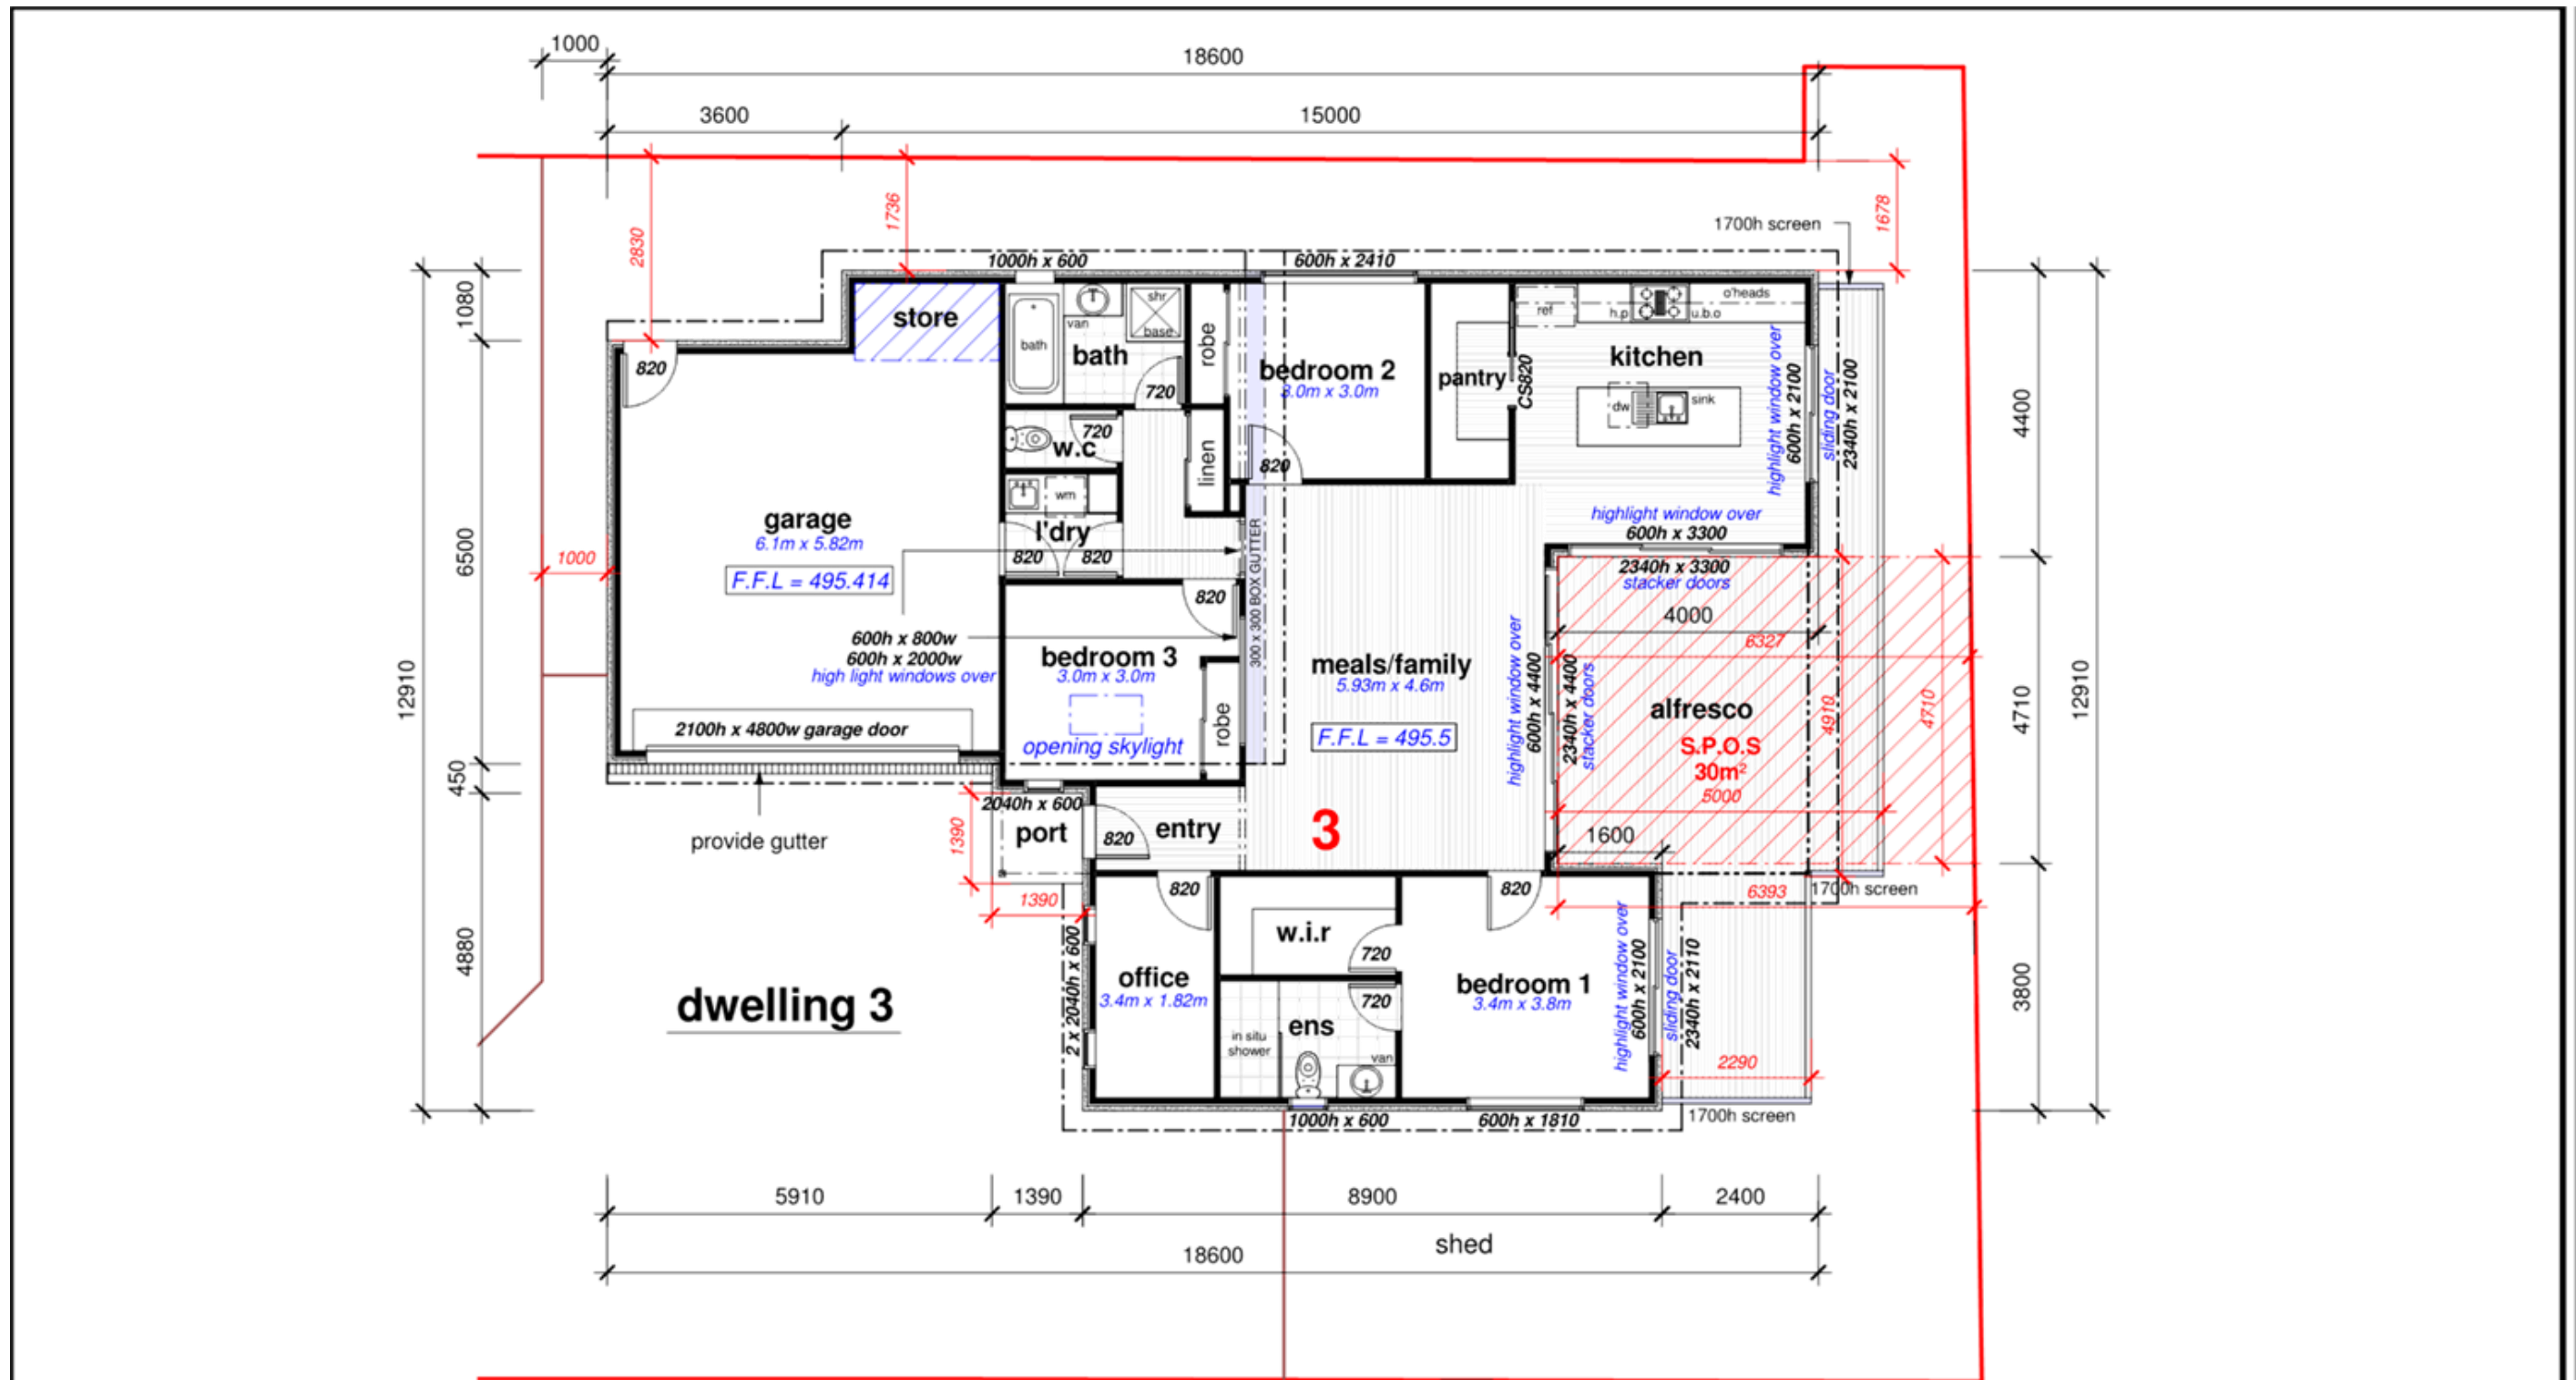 1000
18600
3600
15000
1736
2830
1678
1700h screen
1000h x 600
600h x 2410
1080
store
bath
van
shr
base
bath
720
robe
bedroom 2
3.0m x 3.0m
820
pantry
CS820
ref
h.p
u.b.o
o'heads
kitchen
dw
sink
highlight window over
600h x 2100
sliding door
2340h x 2100
4400
820
w.c
720
linen
wm
l'dry
820
820
garage
6.1m x 5.82m
F.F.L = 495.414
6500
1000
highlight window over
600h x 3300
2340h x 3300
stacker doors
4000
6327
300 x 300 BOX GUTTER
820
600h x 800w
600h x 2000w
high light windows over
bedroom 3
3.0m x 3.0m
opening skylight
robe
meals/family
5.93m x 4.6m
F.F.L = 495.5
highlight window over
600h x 4400
2340h x 4400
stacker doors
alfresco
S.P.O.S
30m²
5000
4910
4710
4710
12910
12910
2100h x 4800w garage door
450
provide gutter
2040h x 600
port
1390
1390
820
entry
3
1600
6393
1700h screen
4880
dwelling 3
2 x 2040h x 600
820
office
3.4m x 1.82m
w.i.r
720
720
ens
in situ
shower
van
820
bedroom 1
3.4m x 3.8m
highlight window over
600h x 2100
sliding door
2340h x 2110
3800
2290
1700h screen
1000h x 600
600h x 1810
5910
1390
8900
2400
shed
18600